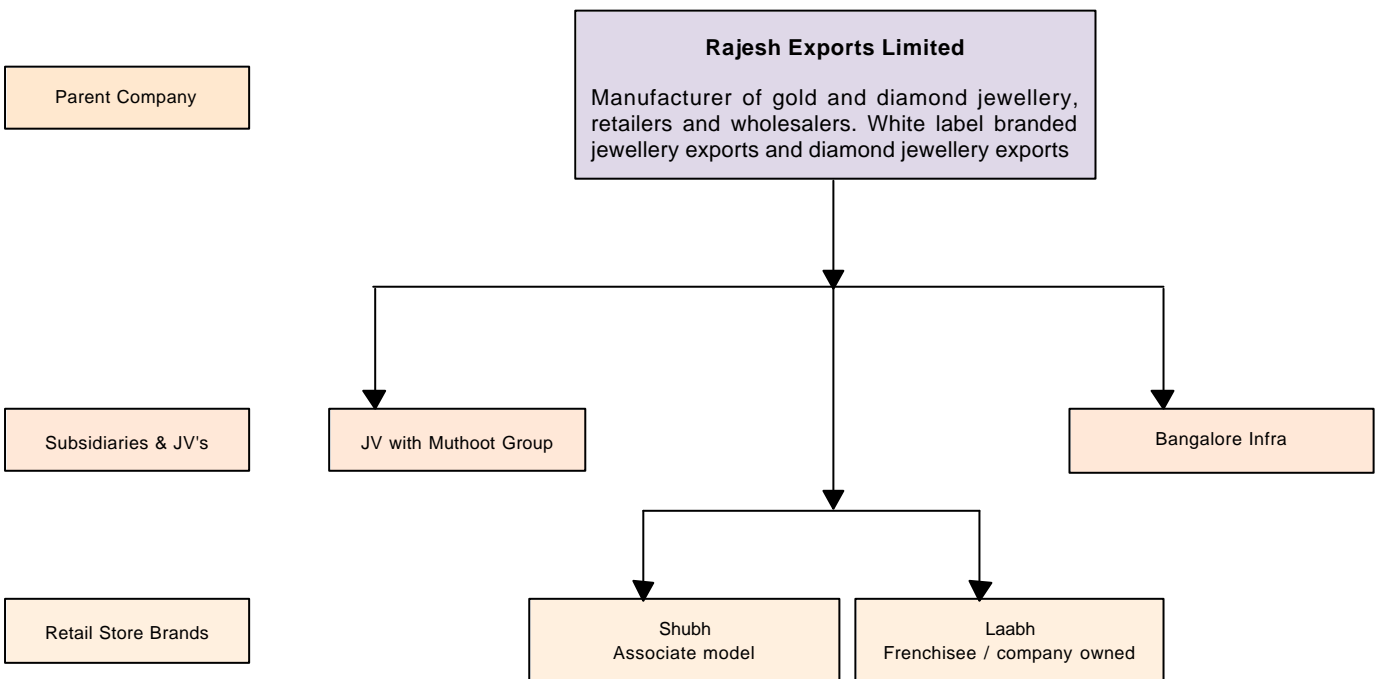 Rajesh Exports Limited
Parent Company
Manufacturer of gold and diamond jewellery,
retailers and wholesalers. White label branded
jewellery exports and diamond jewellery exports
Subsidiaries & JV's
JV with Muthoot Group
Bangalore Infra
Retail Store Brands
Shubh
Associate model
Laabh
Frenchisee / company owned